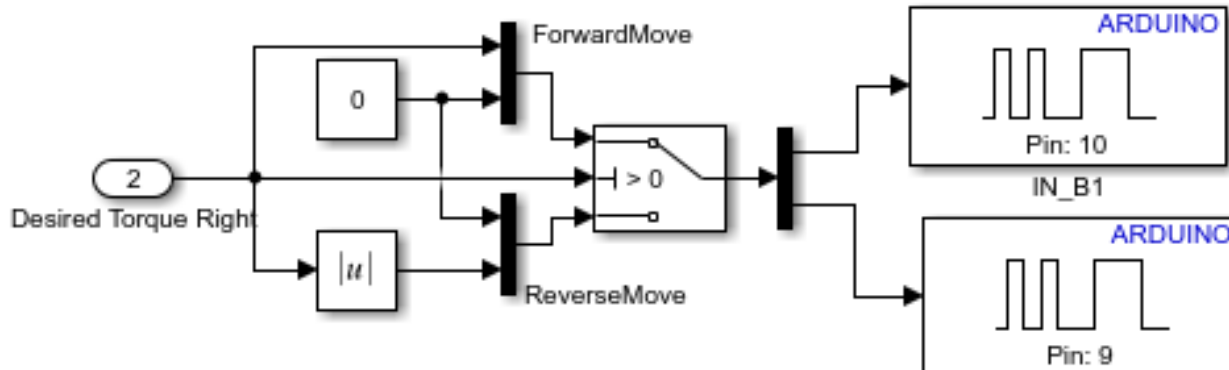 ForwardMove
0
2
Desired Torque Right
> 0
|u|
ReverseMove
ARDUINO
Pin: 10
IN_B1
ARDUINO
Pin: 9